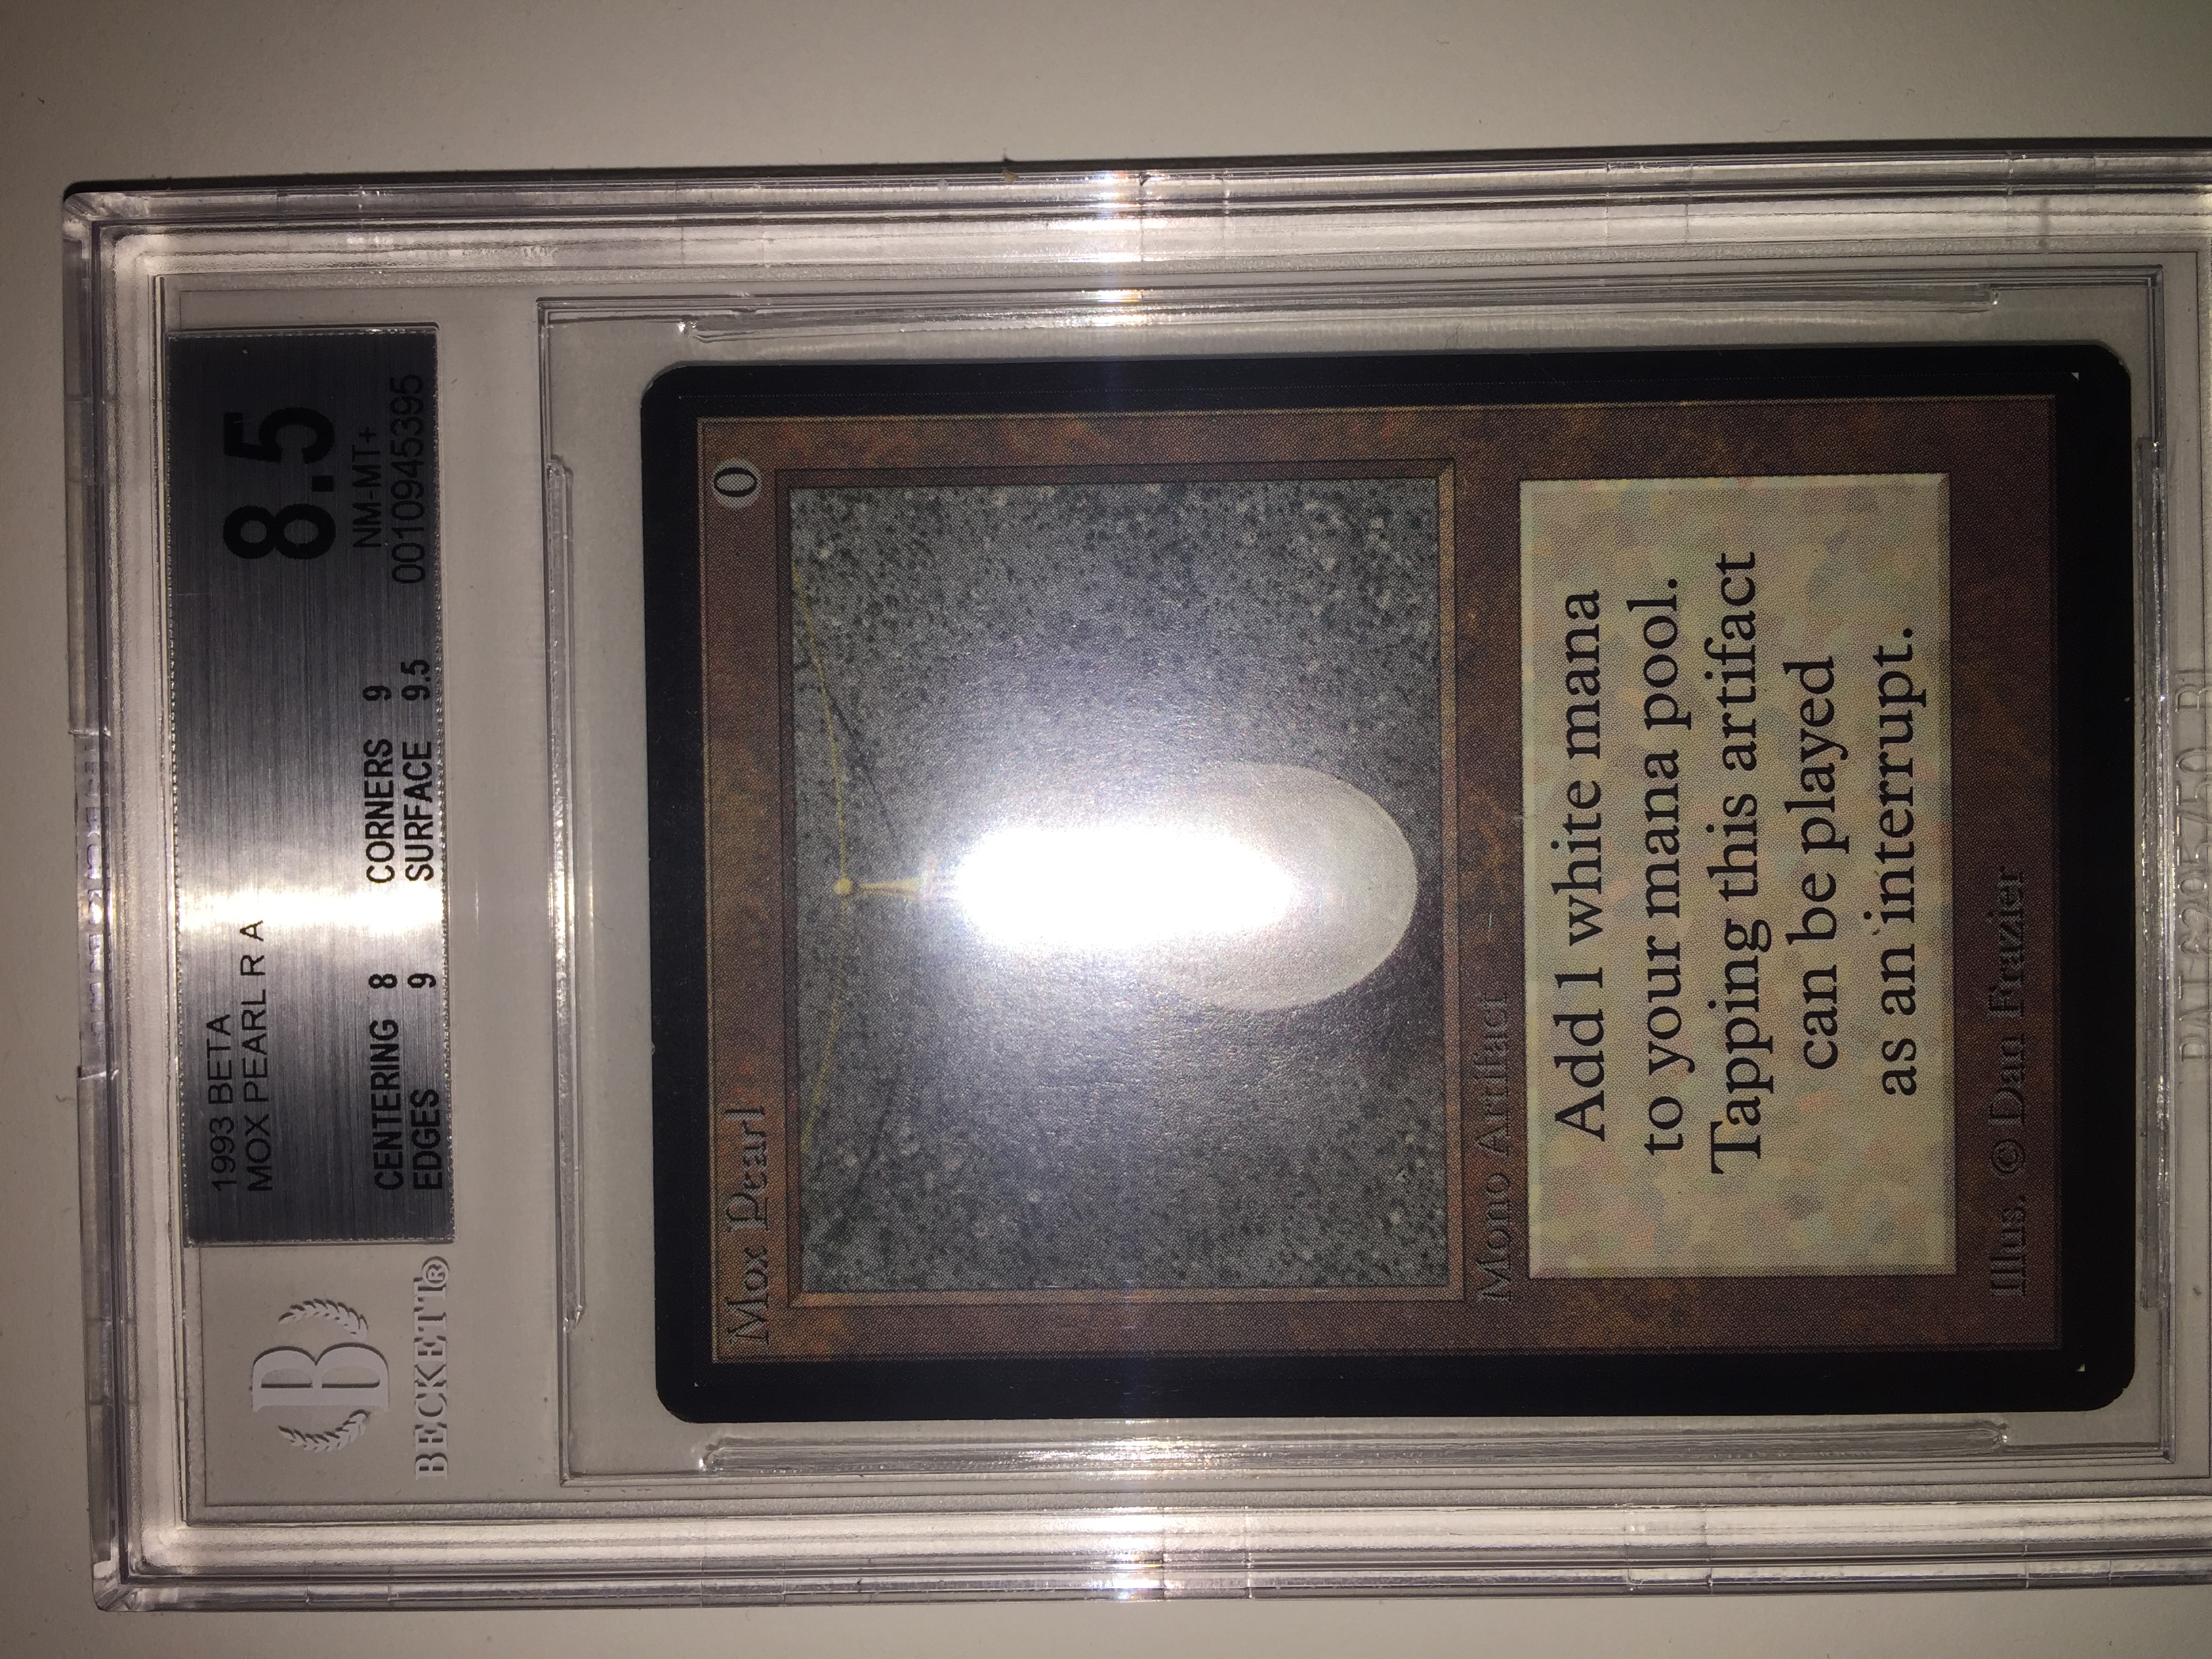 1993 BETA
MOX PEARL R A
8.5
CENTERING 8 CORNERS 9
NM-MT+
EDGES 9 SURFACE 9.5
0010945395
B
BECKETT®
Mox Pearl 0
Mono Artifact
Add 1 white mana
to your mana pool.
Tapping this artifact
can be played
as an interrupt.
Illus. © Dan Frazier
PAT 6295750 B1